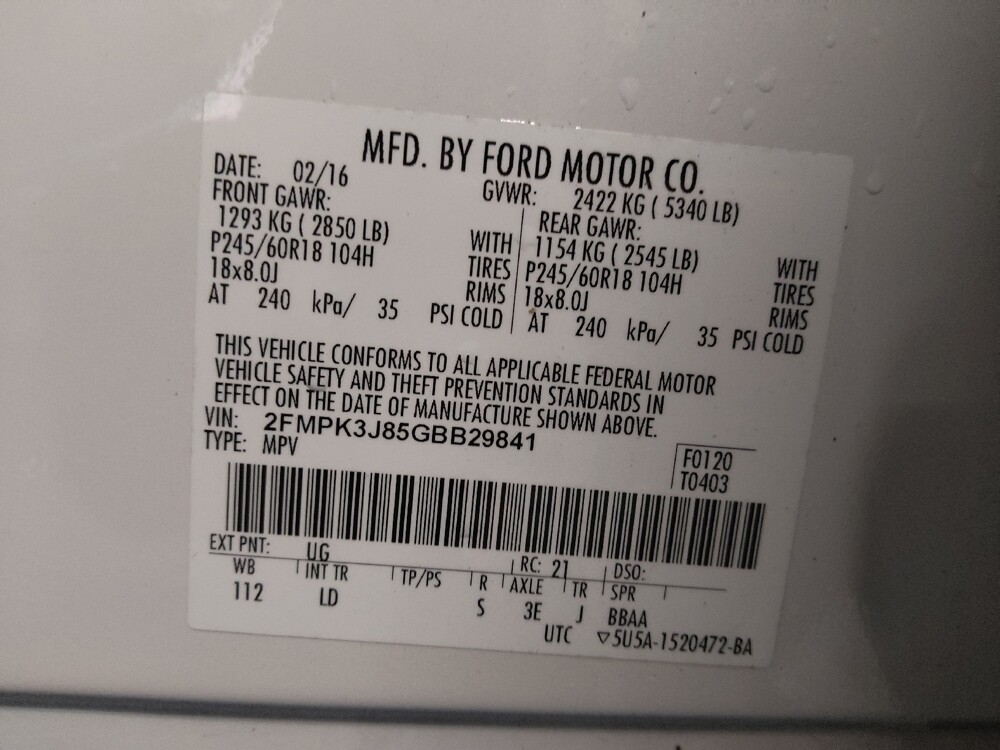 MFD. BY FORD MOTOR CO.
DATE: 02/16 GVWR: 2422 KG ( 5340 LB)
FRONT GAWR: REAR GAWR:
1293 KG ( 2850 LB) WITH 1154 KG ( 2545 LB) WITH
P245/60R18 104H TIRES P245/60R18 104H TIRES
18x8.0J RIMS 18x8.0J RIMS
AT 240 kPa/ 35 PSI COLD AT 240 kPa/ 35 PSI COLD
THIS VEHICLE CONFORMS TO ALL APPLICABLE FEDERAL MOTOR
VEHICLE SAFETY AND THEFT PREVENTION STANDARDS IN
EFFECT ON THE DATE OF MANUFACTURE SHOWN ABOVE.
VIN: 2FMPK3J85GBB29841
TYPE: MPV F0120
T0403
EXT PNT: UG RC: 21 DSO:
WB INT TR TP/PS R AXLE TR SPR
112 LD S 3E J BBAA
UTC ▽5U5A-1520472-BA